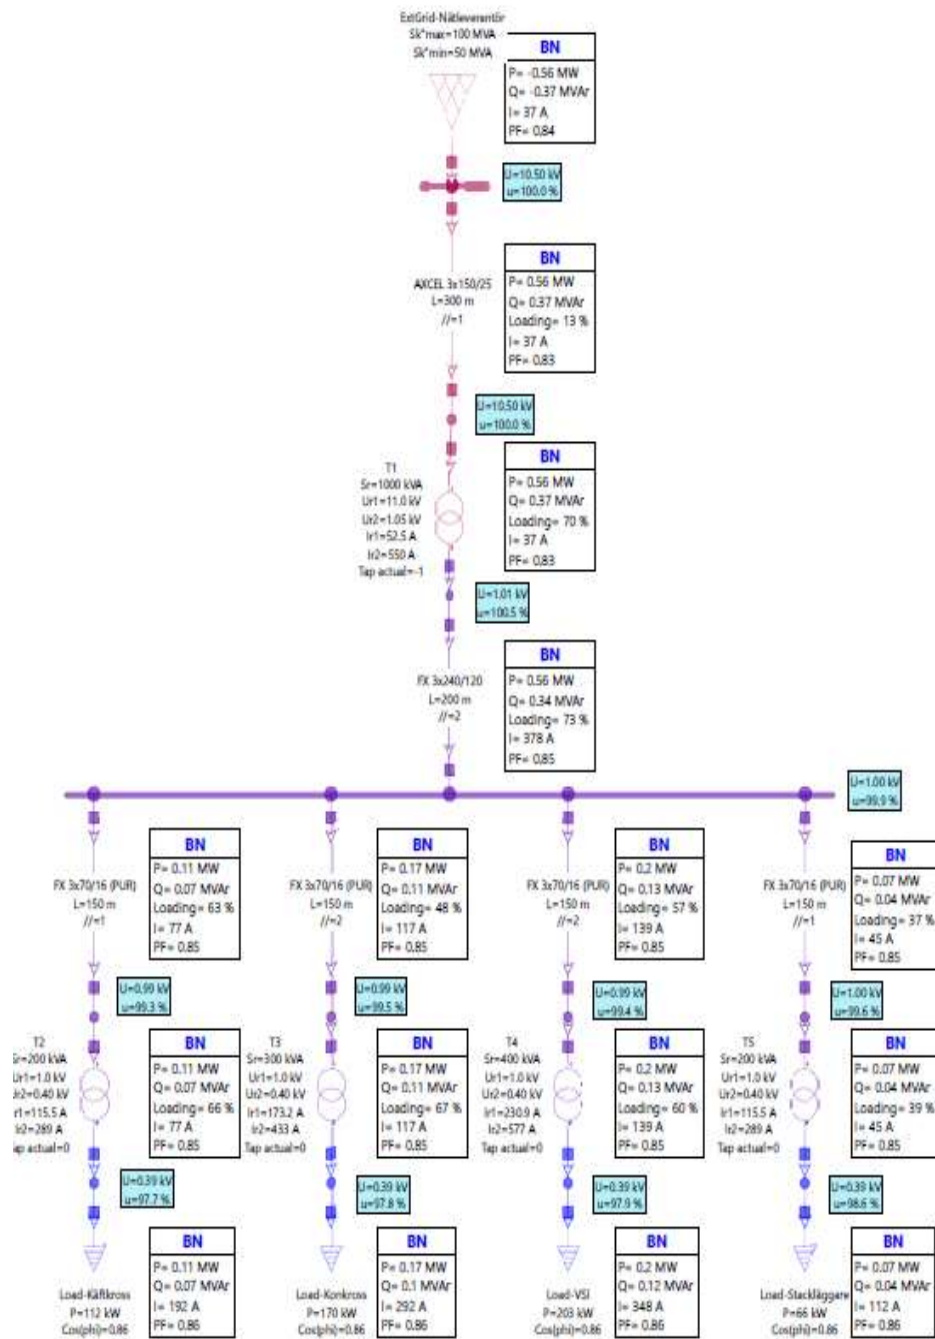 ExtGrid-Nätleverentör
Sk"max=100 MVA
Sk"min=50 MVA
BN
P= -0.56 MW
Q= -0.37 MVAr
I= 37 A
PF= 0.84
U=10.50 kV
u=100.0 %
AXCEL 3x150/25
L=300 m
//=1
BN
P= 0.56 MW
Q= 0.37 MVAr
Loading= 13 %
I= 37 A
PF= 0.83
U=10.50 kV
u=100.0 %
T1
Sr=1000 kVA
Ur1=11.0 kV
Ur2=1.05 kV
Ir1=52.5 A
Ir2=550 A
Tap actual=-1
BN
P= 0.56 MW
Q= 0.37 MVAr
Loading= 70 %
I= 37 A
PF= 0.83
U=1.01 kV
u=100.5 %
FX 3x240/120
L=200 m
//=2
BN
P= 0.56 MW
Q= 0.34 MVAr
Loading= 73 %
I= 378 A
PF= 0.85
U=1.00 kV
u=99.9 %
FX 3x70/16 (PUR)
L=150 m
//=1
BN
P= 0.11 MW
Q= 0.07 MVAr
Loading= 63 %
I= 77 A
PF= 0.85
FX 3x70/16 (PUR)
L=150 m
//=2
BN
P= 0.17 MW
Q= 0.11 MVAr
Loading= 48 %
I= 117 A
PF= 0.85
FX 3x70/16 (PUR)
L=150 m
//=2
BN
P= 0.2 MW
Q= 0.13 MVAr
Loading= 57 %
I= 139 A
PF= 0.85
FX 3x70/16 (PUR)
L=150 m
//=1
BN
P= 0.07 MW
Q= 0.04 MVAr
Loading= 37 %
I= 45 A
PF= 0.85
U=0.99 kV
u=99.3 %
U=0.99 kV
u=99.5 %
U=0.99 kV
u=99.4 %
U=1.00 kV
u=99.6 %
T2
Sr=200 kVA
Ur1=1.0 kV
Ur2=0.40 kV
Ir1=115.5 A
Ir2=289 A
Tap actual=0
BN
P= 0.11 MW
Q= 0.07 MVAr
Loading= 66 %
I= 77 A
PF= 0.85
T3
Sr=300 kVA
Ur1=1.0 kV
Ur2=0.40 kV
Ir1=173.2 A
Ir2=433 A
Tap actual=0
BN
P= 0.17 MW
Q= 0.11 MVAr
Loading= 67 %
I= 117 A
PF= 0.85
T4
Sr=400 kVA
Ur1=1.0 kV
Ur2=0.40 kV
Ir1=230.9 A
Ir2=577 A
Tap actual=0
BN
P= 0.2 MW
Q= 0.13 MVAr
Loading= 60 %
I= 139 A
PF= 0.85
T5
Sr=200 kVA
Ur1=1.0 kV
Ur2=0.40 kV
Ir1=115.5 A
Ir2=289 A
Tap actual=0
BN
P= 0.07 MW
Q= 0.04 MVAr
Loading= 39 %
I= 45 A
PF= 0.85
U=0.39 kV
u=97.7 %
U=0.39 kV
u=97.8 %
U=0.39 kV
u=97.9 %
U=0.39 kV
u=98.6 %
Load-Käftkross
P=112 kW
Cos(phi)=0.86
BN
P= 0.11 MW
Q= 0.07 MVAr
I= 192 A
PF= 0.86
Load-Konkross
P=170 kW
Cos(phi)=0.86
BN
P= 0.17 MW
Q= 0.1 MVAr
I= 292 A
PF= 0.86
Load-VSI
P=203 kW
Cos(phi)=0.86
BN
P= 0.2 MW
Q= 0.12 MVAr
I= 348 A
PF= 0.86
Load-Stackläggare
P=66 kW
Cos(phi)=0.86
BN
P= 0.07 MW
Q= 0.04 MVAr
I= 112 A
PF= 0.86